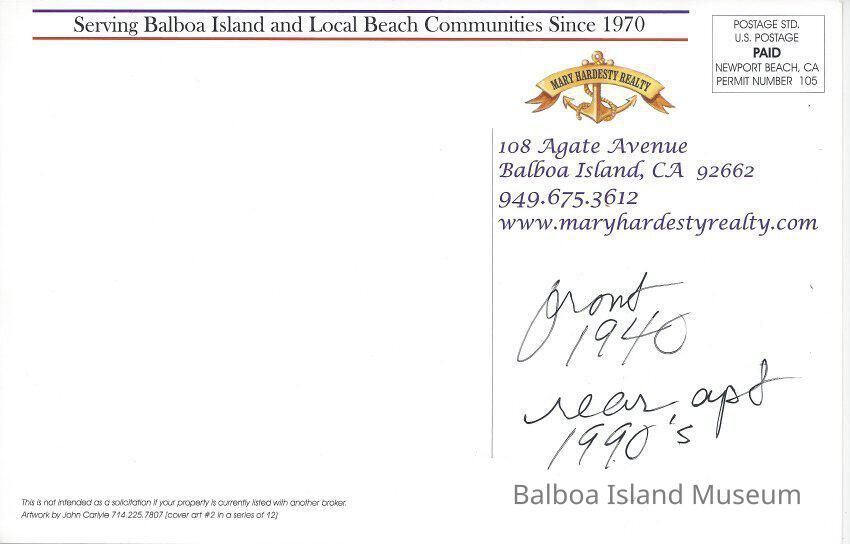 Serving Balboa Island and Local Beach Communities Since 1970
POSTAGE STD.
U.S. POSTAGE
PAID
NEWPORT BEACH, CA
PERMIT NUMBER 105
MARY HARDESTY REALTY
108 Agate Avenue
Balboa Island, CA 92662
949.675.3612
www.maryhardestyrealty.com
front
1940
rear apt
1990's
This is not intended as a solicitation if your property is currently listed with another broker.
Artwork by John Carlyle 714.225.7807 (cover art #2 in a series of 12)
Balboa Island Museum